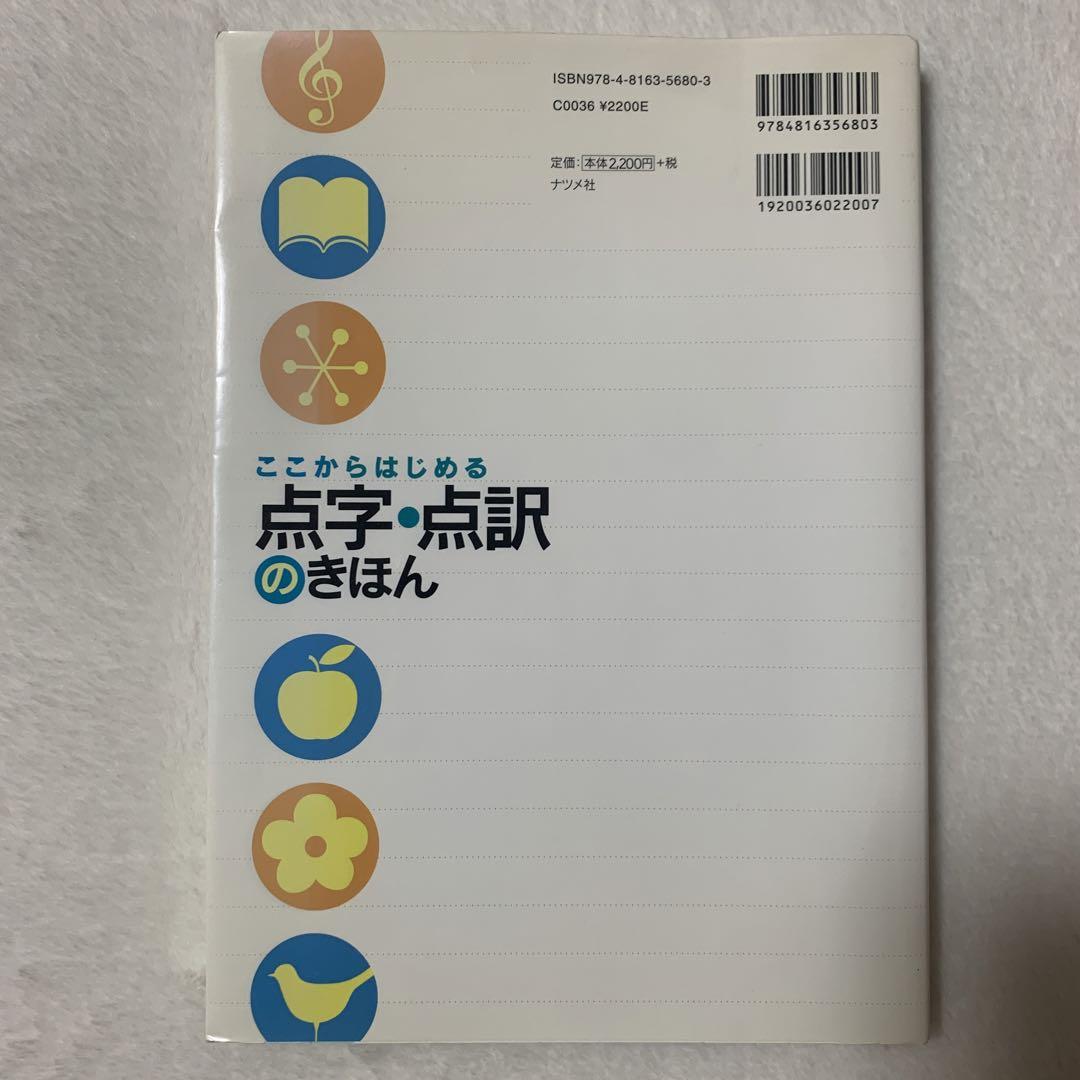 ISBN978-4-8163-5680-3
C0036 ¥2200E
9784816356803
定価：本体2,200円+税
ナツメ社
1920036022007
ここからはじめる
点字・点訳
のきほん